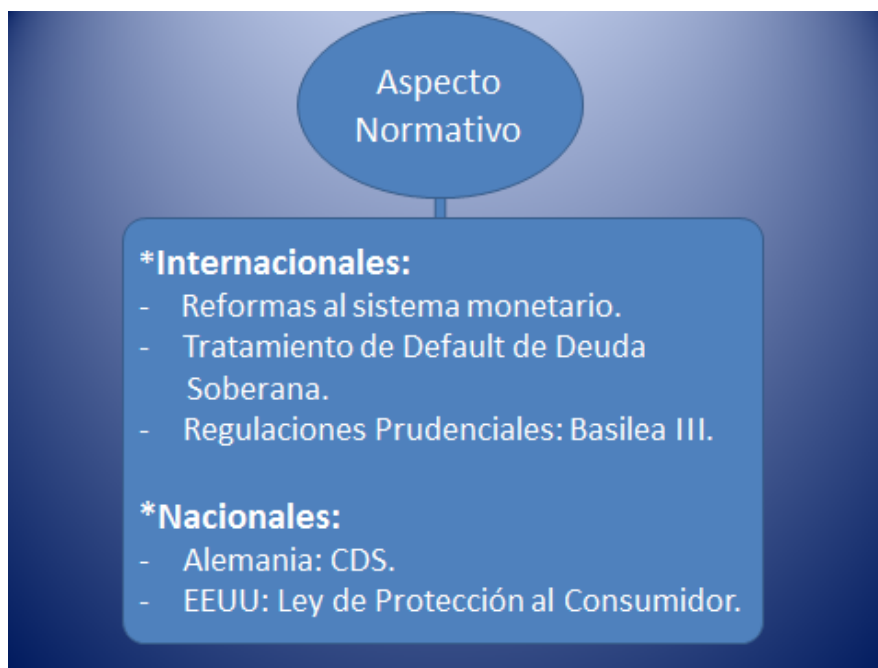 Aspecto
Normativo
*Internacionales:
- Reformas al sistema monetario.
- Tratamiento de Default de Deuda
Soberana.
- Regulaciones Prudenciales: Basilea III.
*Nacionales:
- Alemania: CDS.
- EEUU: Ley de Protección al Consumidor.